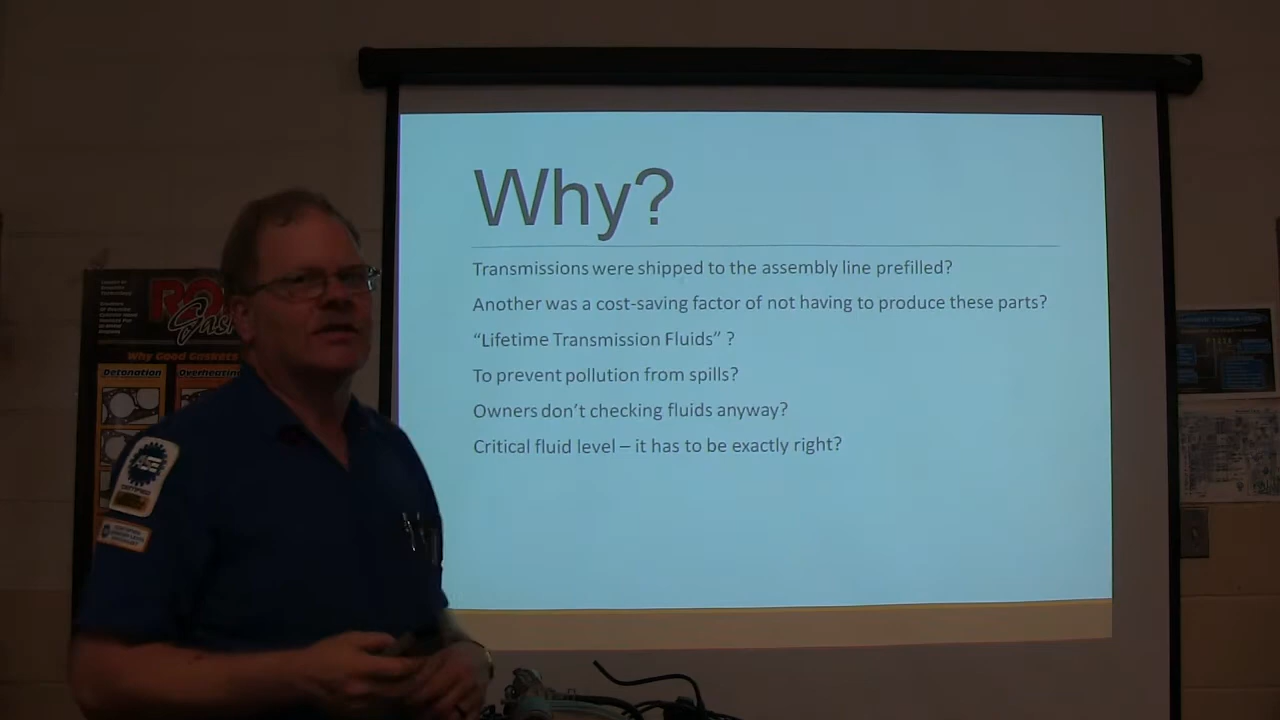 Why?
Transmissions were shipped to the assembly line prefilled?
Another was a cost-saving factor of not having to produce these parts?
“Lifetime Transmission Fluids” ?
To prevent pollution from spills?
Owners don’t checking fluids anyway?
Critical fluid level – it has to be exactly right?
Why Good Gaskets
Detonation
Overheating